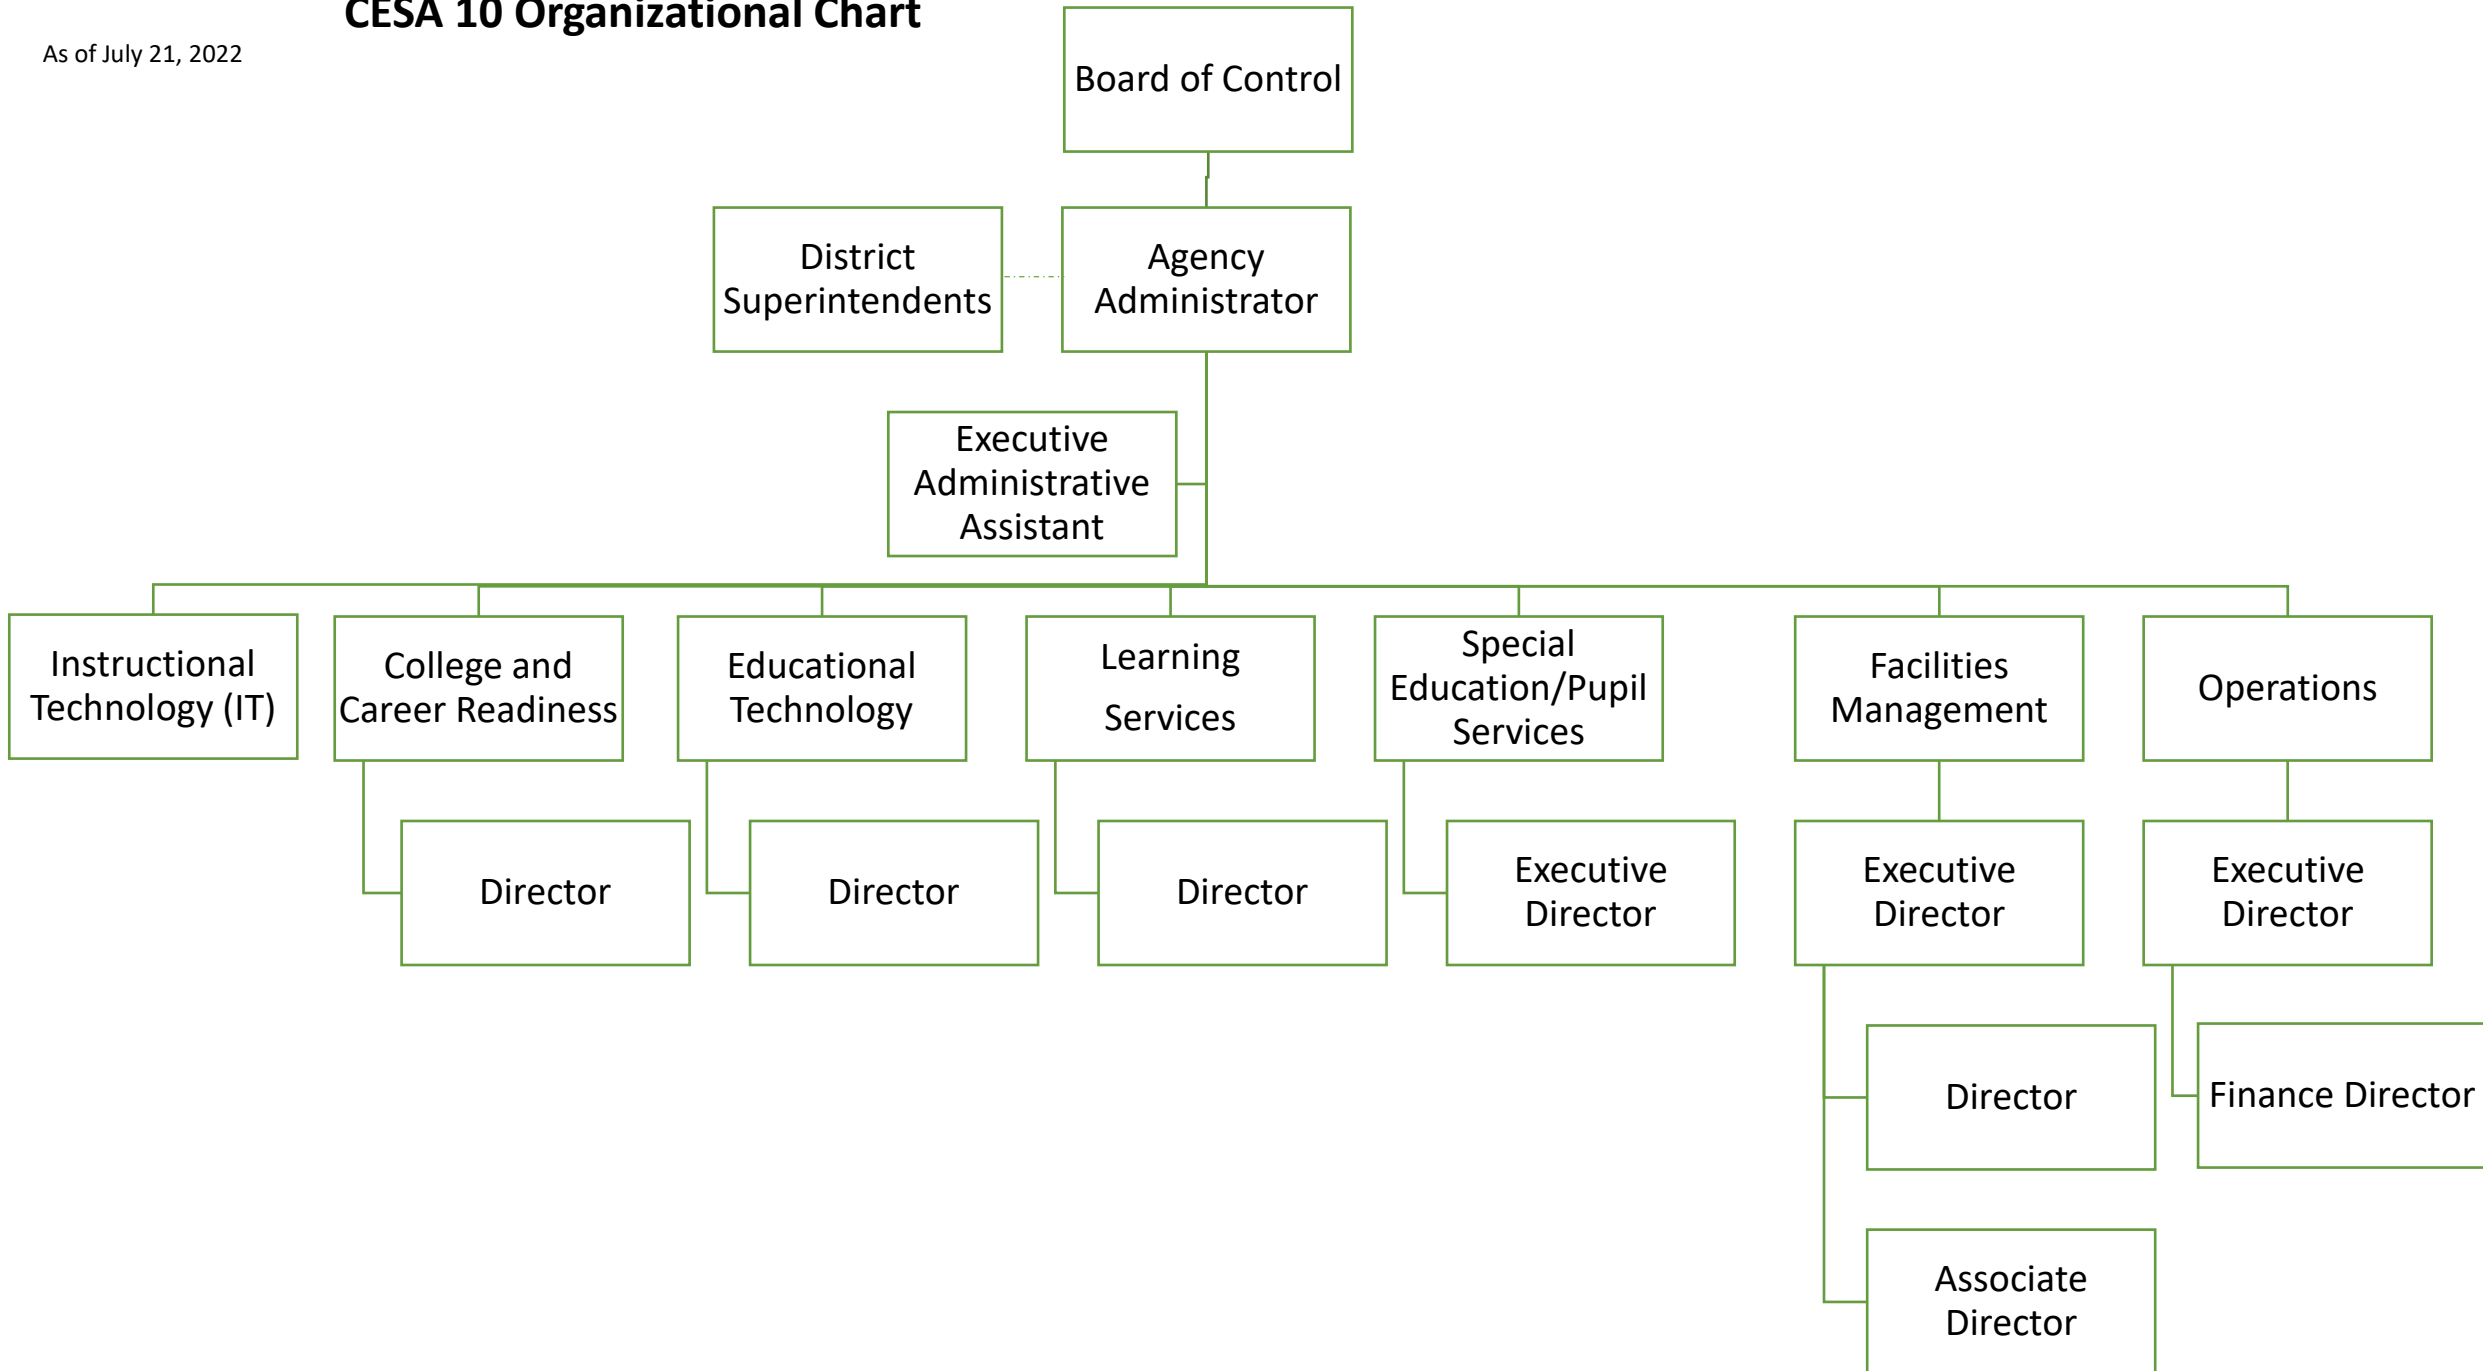 CESA 10 Organizational Chart
As of July 21, 2022
Board of Control
District
Superintendents
Agency
Administrator
Executive
Administrative
Assistant
Instructional
Technology (IT)
College and
Career Readiness
Educational
Technology
Learning
Services
Special
Education/Pupil
Services
Facilities
Management
Operations
Director
Director
Director
Executive
Director
Executive
Director
Executive
Director
Director
Finance Director
Associate
Director